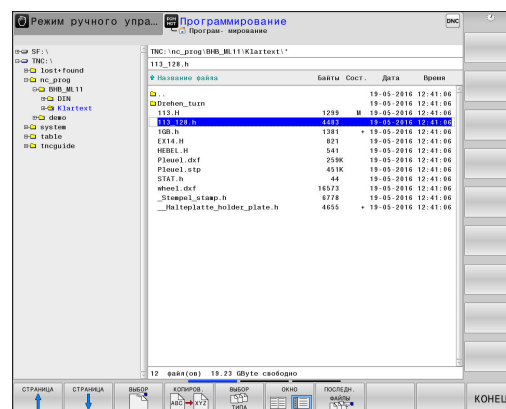 Режим ручного упра...
PGM
Программирование
Програм- мирование
DNC
SF:\
TNC:\
lost+found
nc_prog
BHB_ML11
DIN
Klartext
demo
system
table
tncguide
TNC:\nc_prog\BHB_ML11\Klartext\*
113_128.h
Название файла Байты Сост. Дата Время
.. 19-05-2016 12:41:06
Drehen_turn 19-05-2016 12:41:06
113.H 1299 M 19-05-2016 12:41:06
113_128.h 4483 19-05-2016 12:41:06
1GB.h 1381 + 19-05-2016 12:41:06
EX14.H 821 19-05-2016 12:41:06
HEBEL.H 541 19-05-2016 12:41:06
Pleuel.dxf 259K 19-05-2016 12:41:06
Pleuel.stp 451K 19-05-2016 12:41:06
STAT.h 44 19-05-2016 12:41:06
wheel.dxf 16573 19-05-2016 12:41:06
_Stempel_stamp.h 6778 19-05-2016 12:41:06
__Halteplatte_holder_plate.h 4655 + 19-05-2016 12:41:06
12 файл(ов) 19.23 GByte свободно
СТРАНИЦА
СТРАНИЦА
ВЫБОР
КОПИРОВ.
ABC XYZ
ВЫБОР
ТИПА
ОКНО
ПОСЛЕДН.
ФАЙЛЫ
КОНЕЦ